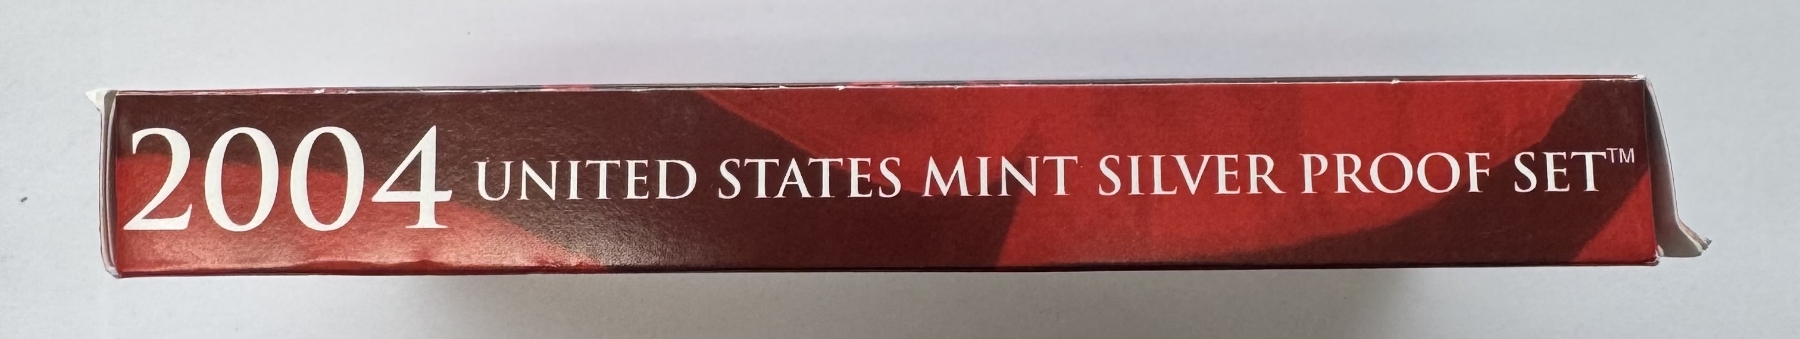 2004 UNITED STATES MINT SILVER PROOF SET™